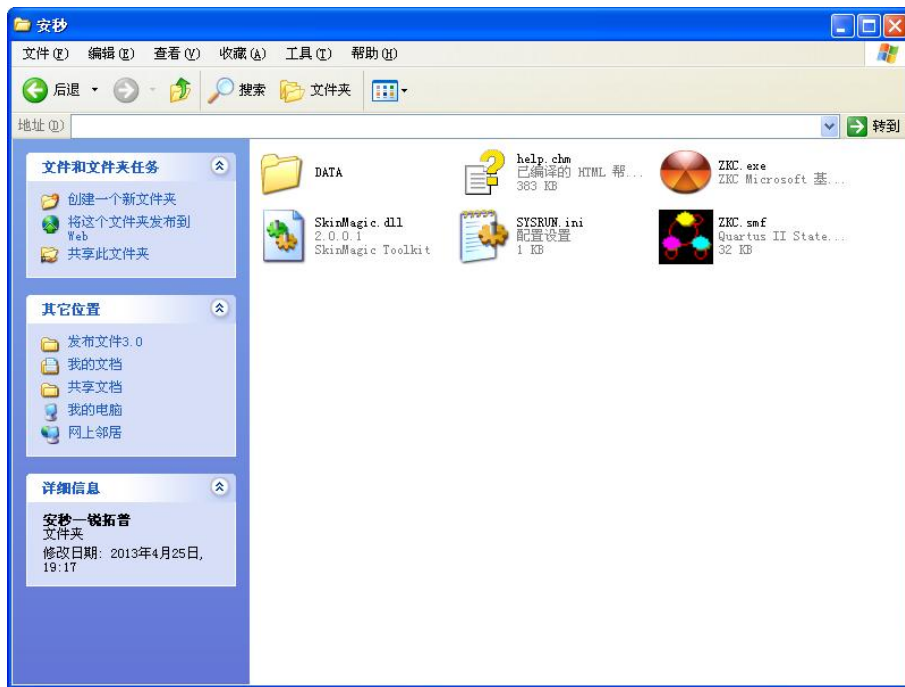 安秒
文件(F) 编辑(E) 查看(V) 收藏(A) 工具(T) 帮助(H)
后退 搜索 文件夹
地址(D) 转到
文件和文件夹任务
创建一个新文件夹
将这个文件夹发布到
Web
共享此文件夹
其它位置
发布文件3.0
我的文档
共享文档
我的电脑
网上邻居
详细信息
安秒—锐拓普
文件夹
修改日期: 2013年4月25日,
19:17
DATA
help.chm
已编译的 HTML 帮...
383 KB
ZKC.exe
ZKC Microsoft 基...
SkinMagic.dll
2.0.0.1
SkinMagic Toolkit
SYSRUN.ini
配置设置
1 KB
ZKC.smf
Quartus II State...
32 KB